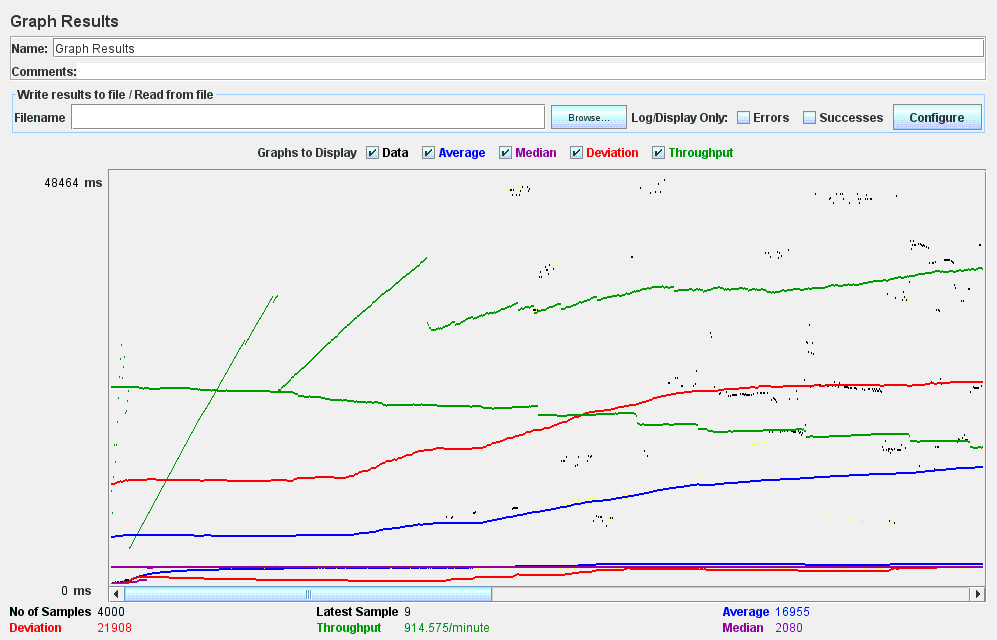 Graph Results
Name: Graph Results
Comments:
Write results to file / Read from file
Filename Browse... Log/Display Only: Errors Successes Configure
Graphs to Display Data Average Median Deviation Throughput
48464 ms
0 ms
No of Samples 4000 Latest Sample 9 Average 16955
Deviation 21908 Throughput 914.575/minute Median 2080